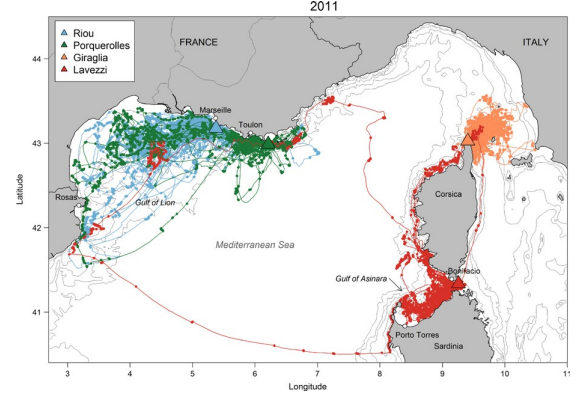 2011
Riou
Porquerolles
Giraglia
Lavezzi
FRANCE
ITALY
Marseille
Toulon
Rosas
Gulf of Lion
Mediterranean Sea
Corsica
Bonifacio
Gulf of Asinara
Porto Torres
Sardinia
Latitude
44
43
42
41
3 4 5 6 7 8 9 10 11
Longitude